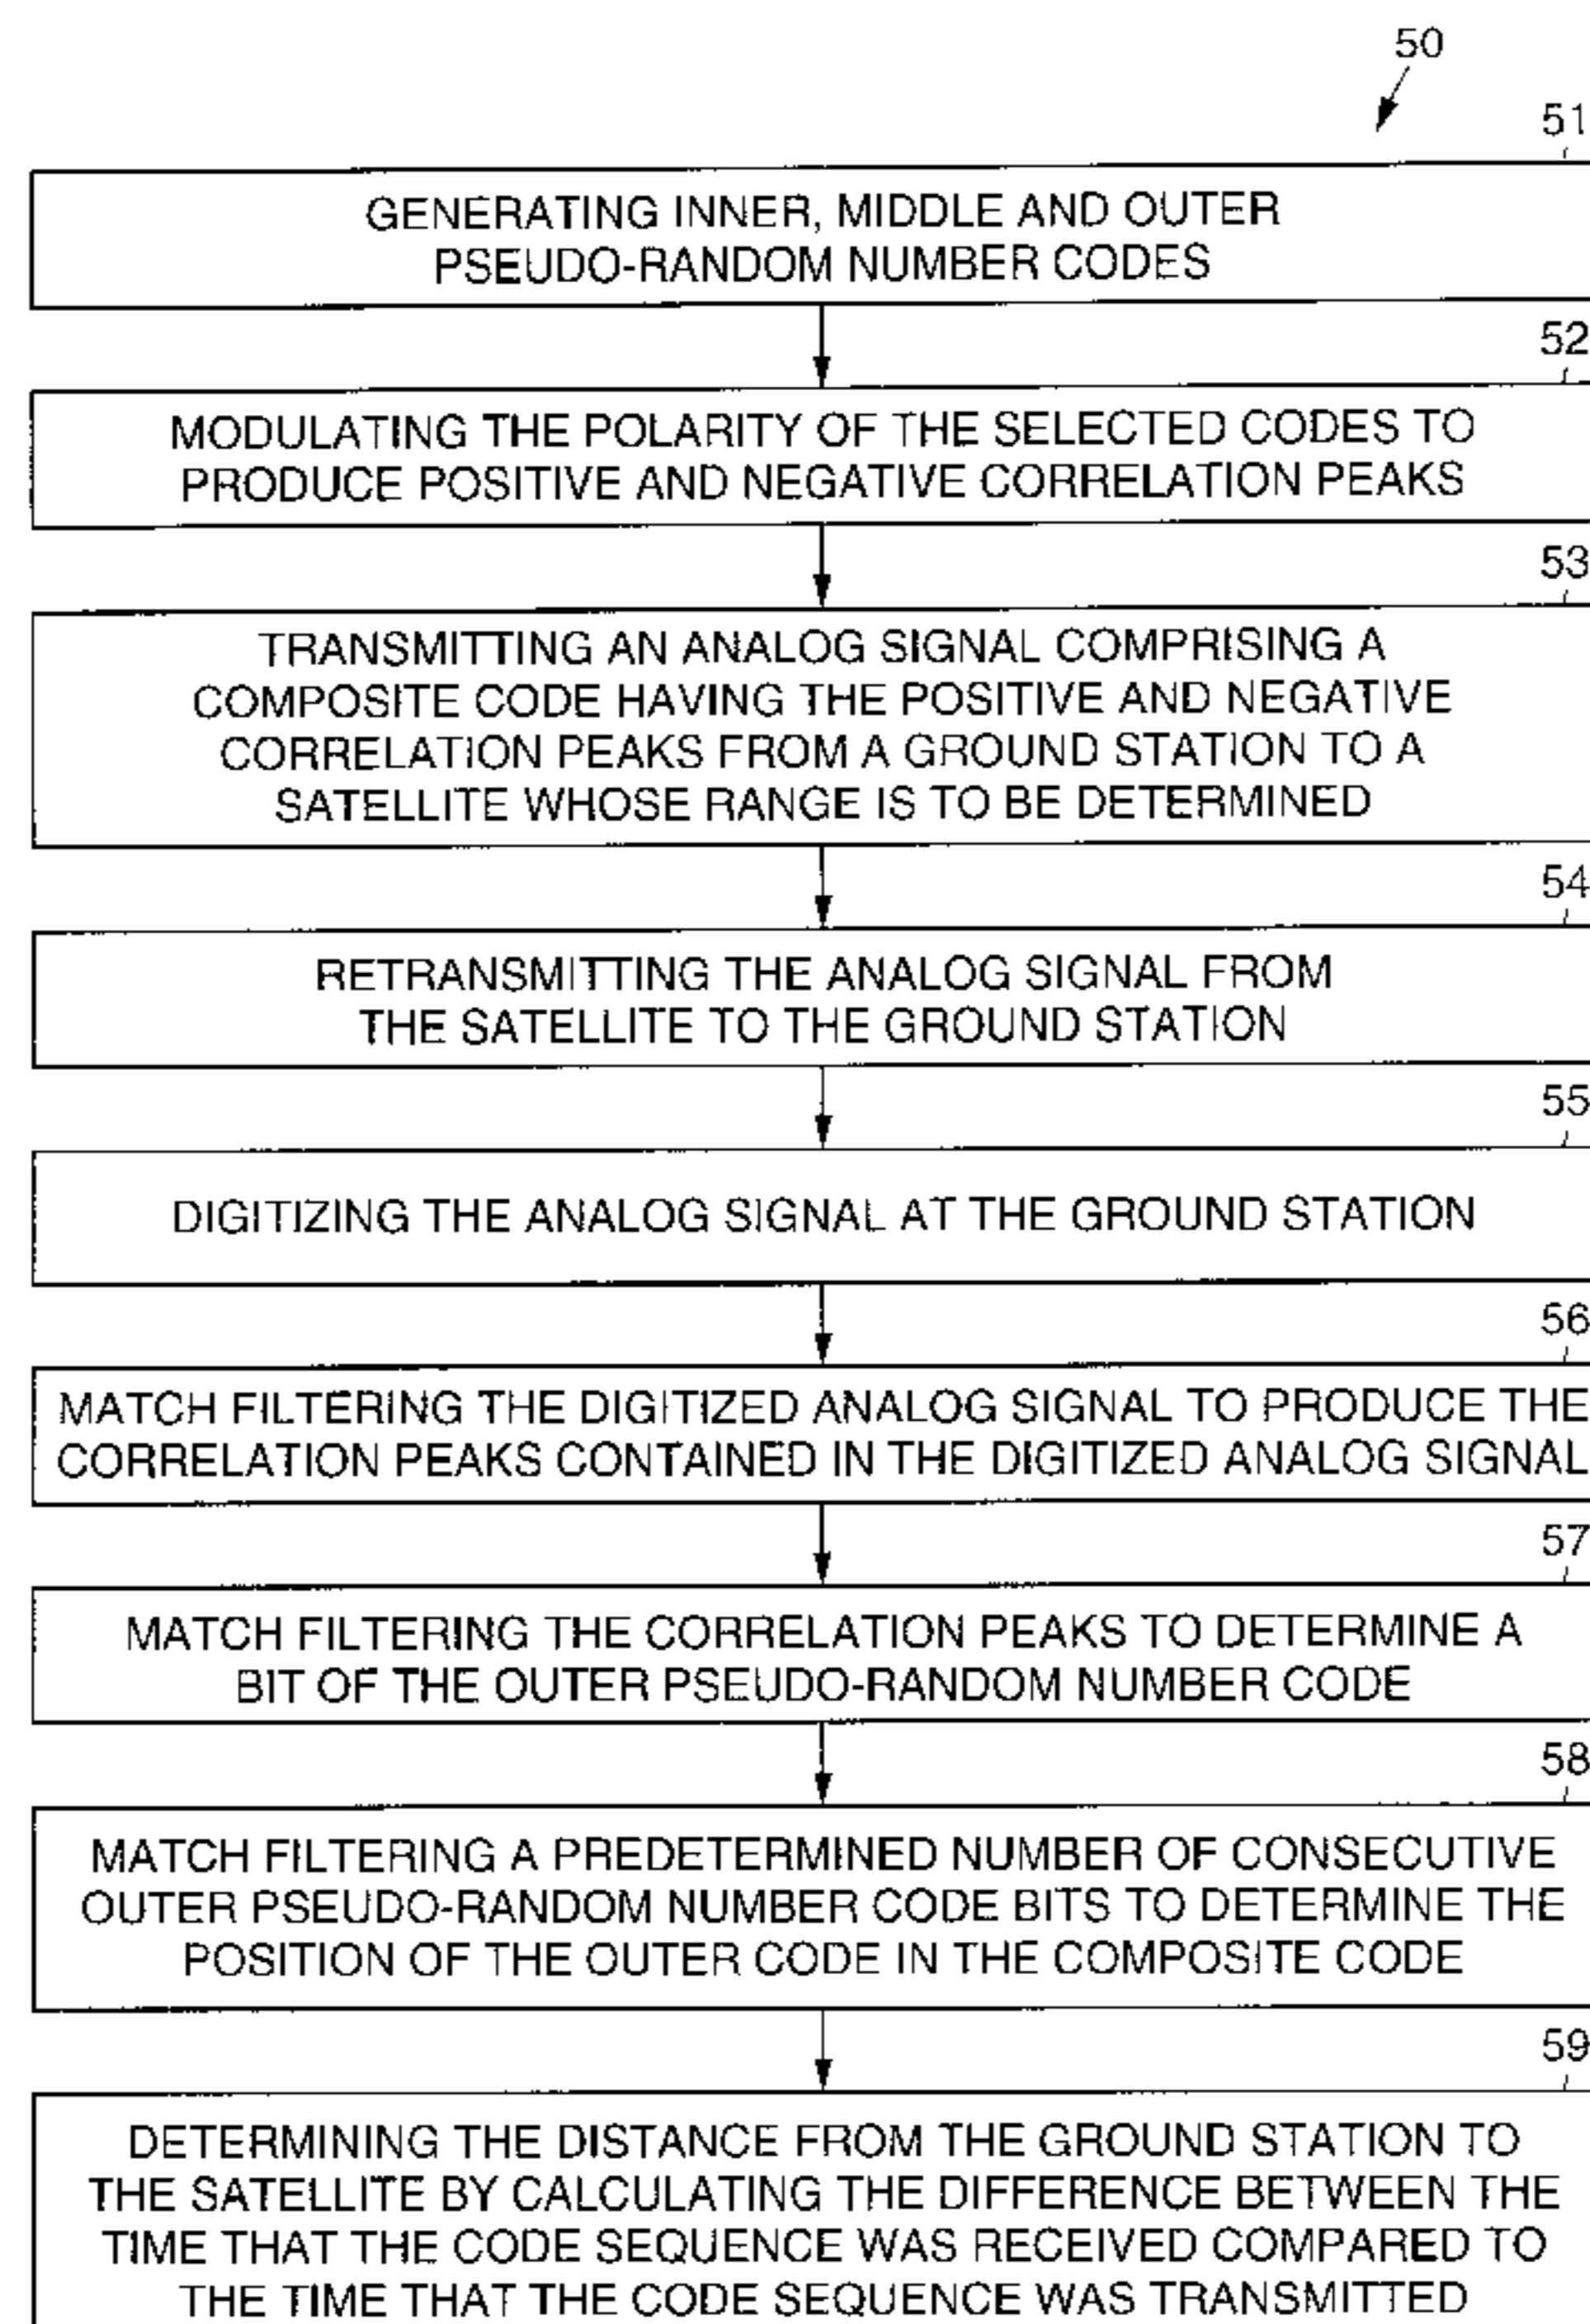 50
51
GENERATING INNER, MIDDLE AND OUTER
PSEUDO-RANDOM NUMBER CODES
52
MODULATING THE POLARITY OF THE SELECTED CODES TO
PRODUCE POSITIVE AND NEGATIVE CORRELATION PEAKS
53
TRANSMITTING AN ANALOG SIGNAL COMPRISING A
COMPOSITE CODE HAVING THE POSITIVE AND NEGATIVE
CORRELATION PEAKS FROM A GROUND STATION TO A
SATELLITE WHOSE RANGE IS TO BE DETERMINED
54
RETRANSMITTING THE ANALOG SIGNAL FROM
THE SATELLITE TO THE GROUND STATION
55
DIGITIZING THE ANALOG SIGNAL AT THE GROUND STATION
56
MATCH FILTERING THE DIGITIZED ANALOG SIGNAL TO PRODUCE THE
CORRELATION PEAKS CONTAINED IN THE DIGITIZED ANALOG SIGNAL
57
MATCH FILTERING THE CORRELATION PEAKS TO DETERMINE A
BIT OF THE OUTER PSEUDO-RANDOM NUMBER CODE
58
MATCH FILTERING A PREDETERMINED NUMBER OF CONSECUTIVE
OUTER PSEUDO-RANDOM NUMBER CODE BITS TO DETERMINE THE
POSITION OF THE OUTER CODE IN THE COMPOSITE CODE
59
DETERMINING THE DISTANCE FROM THE GROUND STATION TO
THE SATELLITE BY CALCULATING THE DIFFERENCE BETWEEN THE
TIME THAT THE CODE SEQUENCE WAS RECEIVED COMPARED TO
THE TIME THAT THE CODE SEQUENCE WAS TRANSMITTED